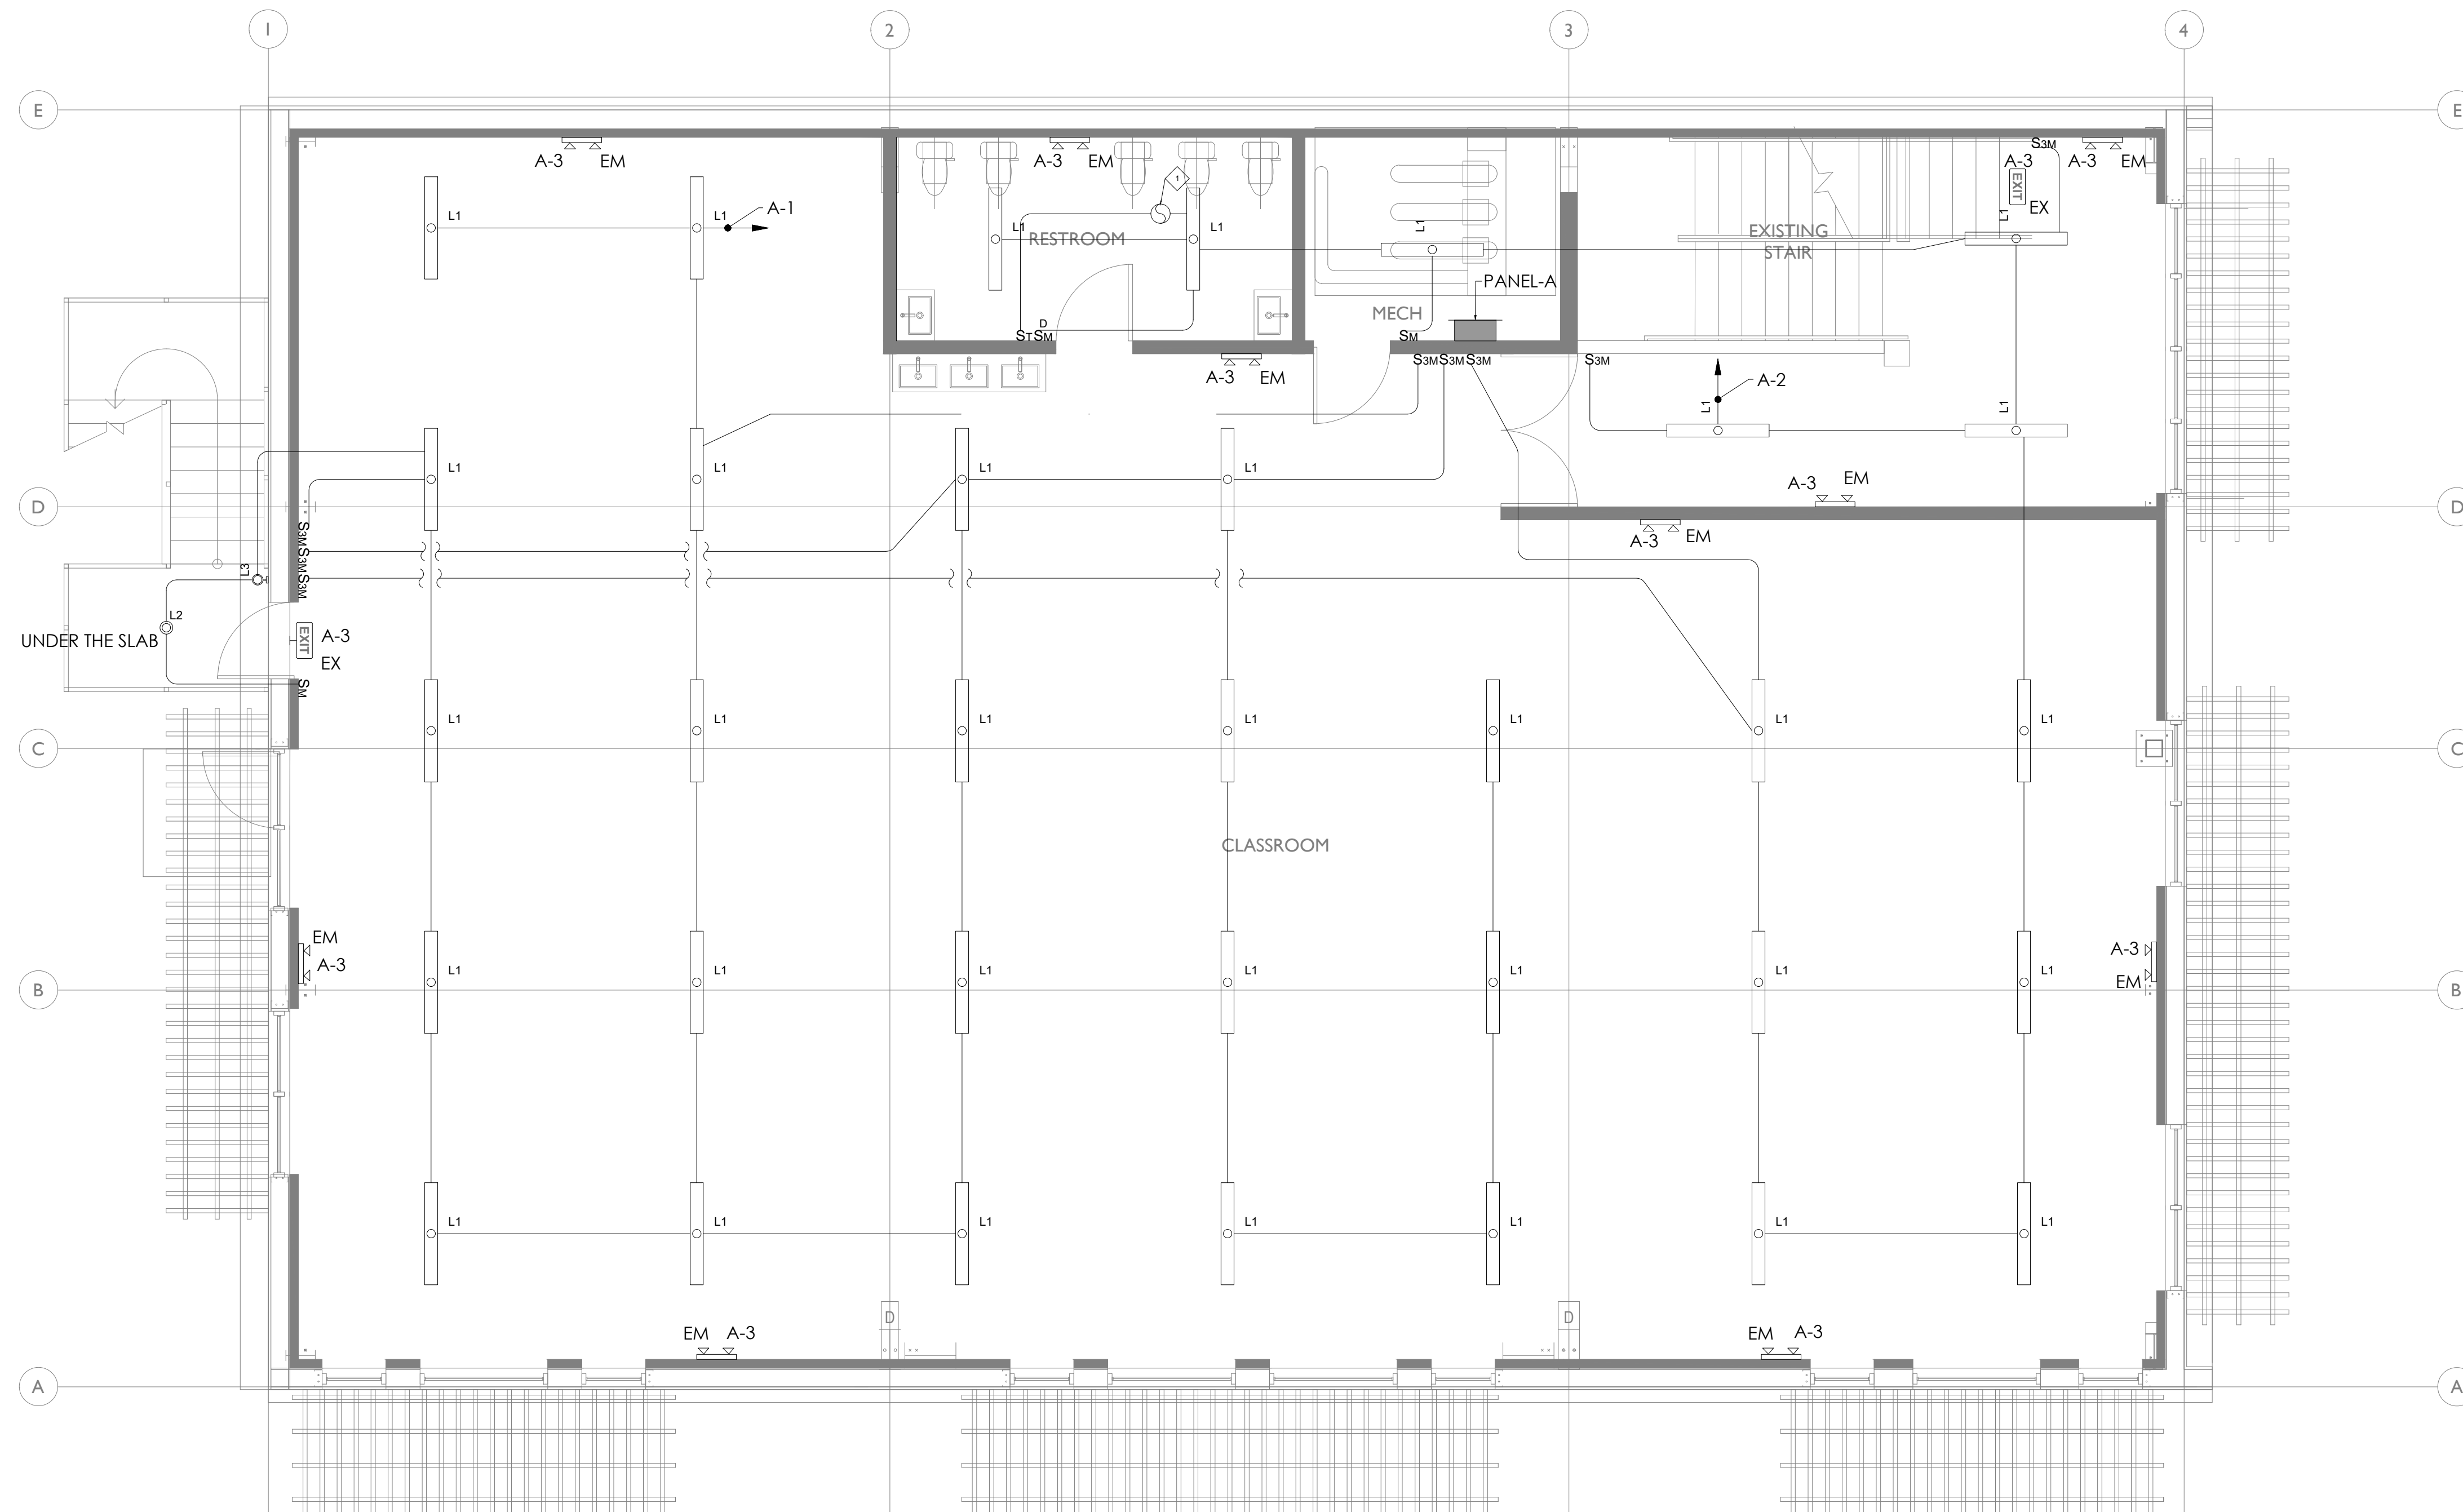 1 2 3 4
E E
A-3 EM A-3 EM S3M A-3 EM
A-3
EXIT
EX
L1 L1 A-1
1
L1 L1
RESTROOM
L1
EXISTING
STAIR
L1
PANEL-A
MECH
D
STSM SM
S3MS3MS3M S3M
A-3 EM
A-2
L1 L1
L1 L1 L1 L1
A-3 EM
D D
S3MS3MS3M
A-3 EM
L3
L2
UNDER THE SLAB
EXIT
A-3
EX
SM
L1 L1 L1 L1 L1 L1 L1
C C
CLASSROOM
EM
A-3
A-3
EM
L1 L1 L1 L1 L1 L1 L1
B B
L1 L1 L1 L1 L1 L1 L1
D D
EM A-3 EM A-3
A A